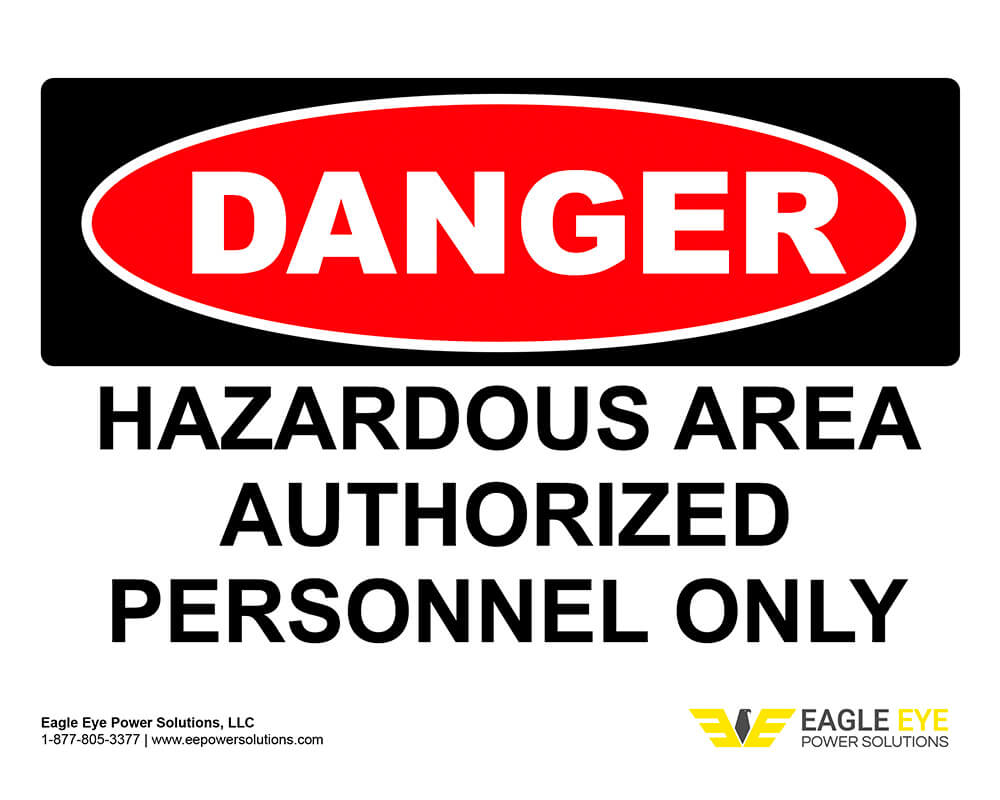 DANGER
HAZARDOUS AREA
AUTHORIZED
PERSONNEL ONLY
Eagle Eye Power Solutions, LLC
1-877-805-3377 | www.eepowersolutions.com
EAGLE EYE
POWER SOLUTIONS